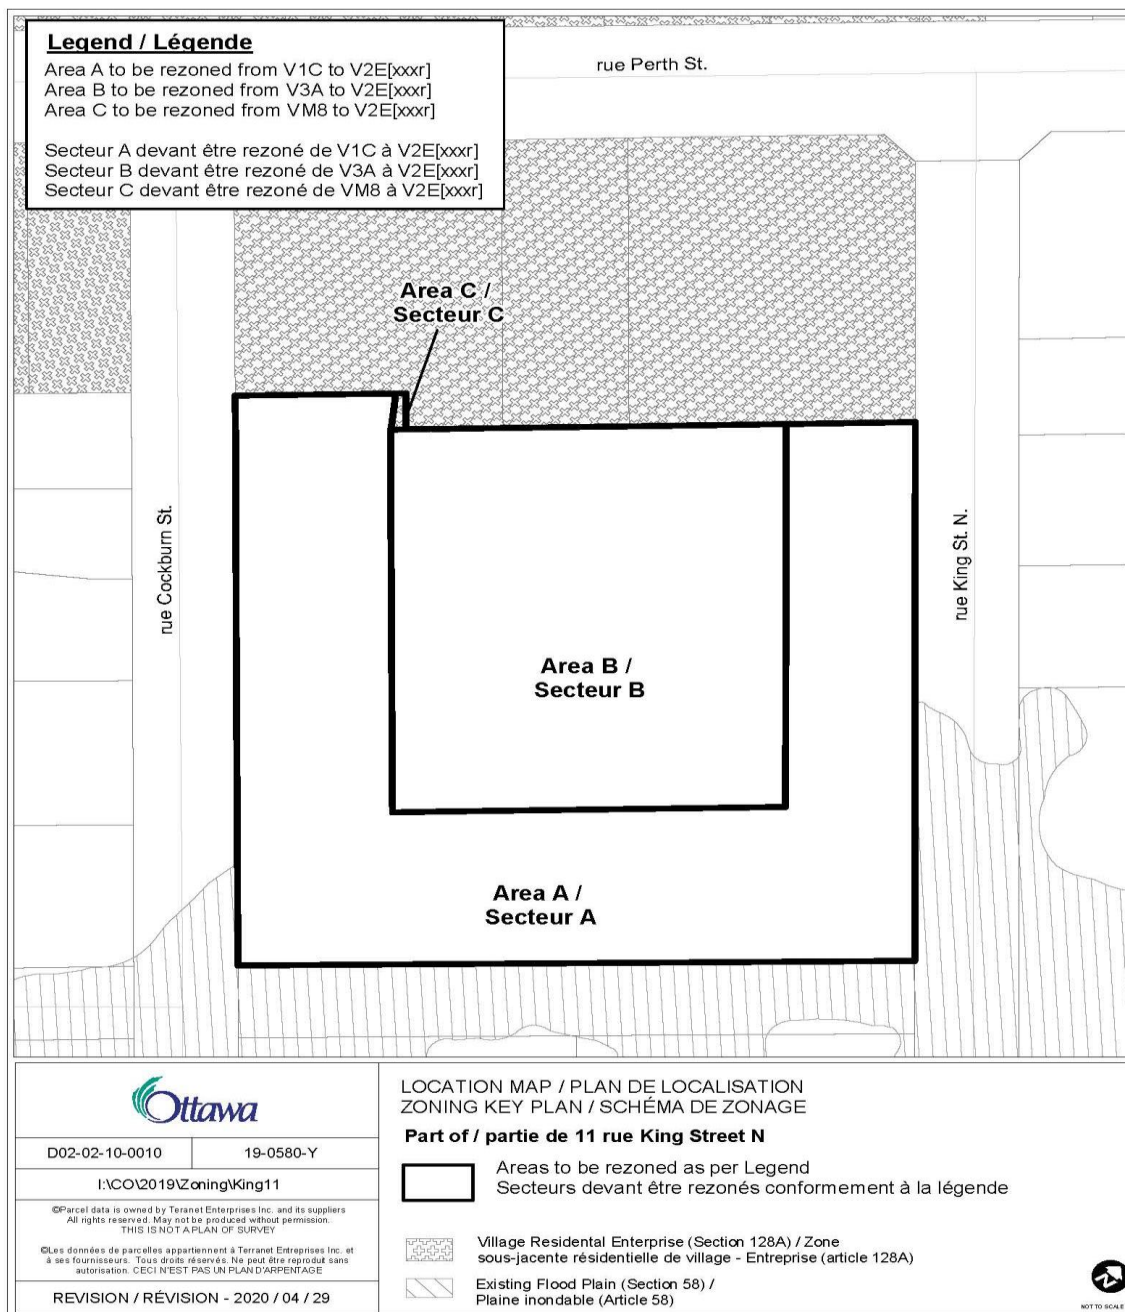 Legend / Légende
Area A to be rezoned from V1C to V2E[xxxr]
Area B to be rezoned from V3A to V2E[xxxr]
Area C to be rezoned from VM8 to V2E[xxxr]
Secteur A devant être rezoné de V1C à V2E[xxxr]
Secteur B devant être rezoné de V3A à V2E[xxxr]
Secteur C devant être rezoné de VM8 à V2E[xxxr]
rue Perth St.
Area C /
Secteur C
rue Cockburn St.
rue King St. N.
Area B /
Secteur B
Area A /
Secteur A
Ottawa
D02-02-10-0010
19-0580-Y
I:\CO\2019\Zoning\King11
©Parcel data is owned by Teranet Enterprises Inc. and its suppliers
All rights reserved. May not be produced without permission.
THIS IS NOT A PLAN OF SURVEY
©Les données de parcelles appartiennent à Terranet Entreprises Inc. et
à ses fournisseurs. Tous droits réservés. Ne peut être reproduit sans
autorisation. CECI N'EST PAS UN PLAN D'ARPENTAGE
REVISION / RÉVISION - 2020 / 04 / 29
LOCATION MAP / PLAN DE LOCALISATION
ZONING KEY PLAN / SCHÉMA DE ZONAGE
Part of / partie de 11 rue King Street N
Areas to be rezoned as per Legend
Secteurs devant être rezonés conformement à la légende
Village Residental Enterprise (Section 128A) / Zone
sous-jacente résidentielle de village - Entreprise (article 128A)
Existing Flood Plain (Section 58) /
Plaine inondable (Article 58)
NOT TO SCALE